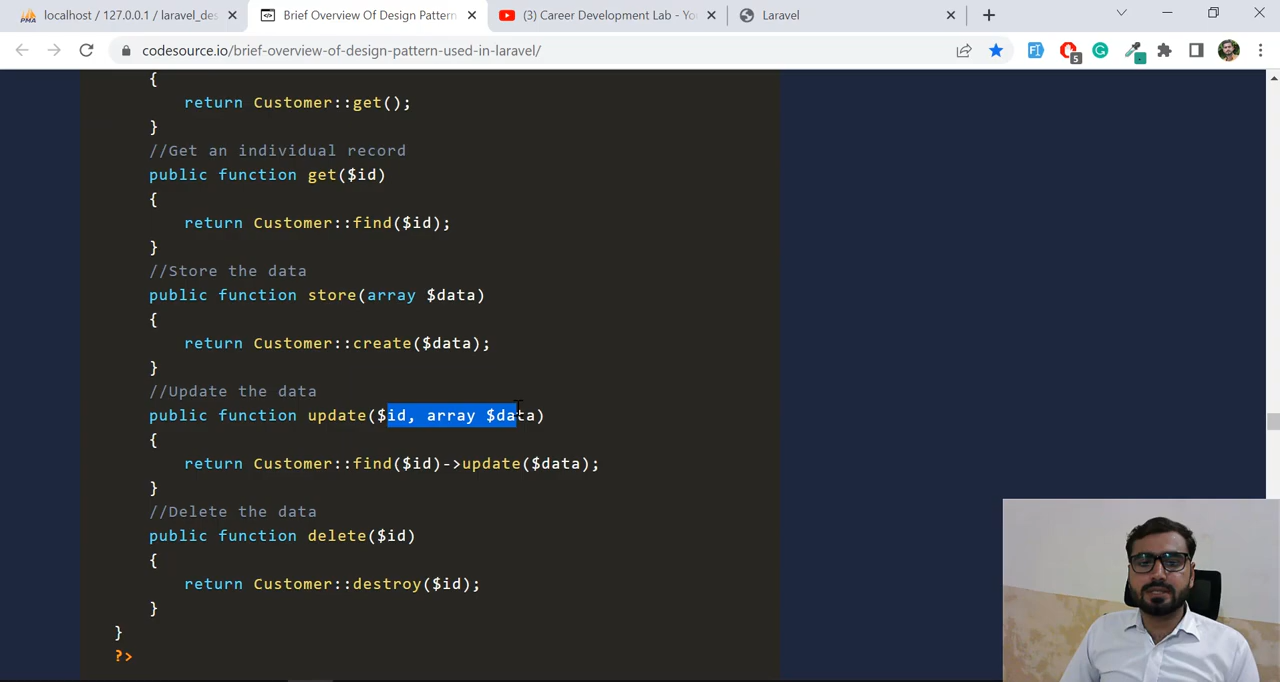 localhost / 127.0.0.1 / laravel_des
Brief Overview Of Design Pattern
(3) Career Development Lab - Yo
Laravel
codesource.io/brief-overview-of-design-pattern-used-in-laravel/
5
{
return Customer::get();
}
//Get an individual record
public function get($id)
{
return Customer::find($id);
}
//Store the data
public function store(array $data)
{
return Customer::create($data);
}
//Update the data
public function update($id, array $data)
{
return Customer::find($id)->update($data);
}
//Delete the data
public function delete($id)
{
return Customer::destroy($id);
}
}
?>